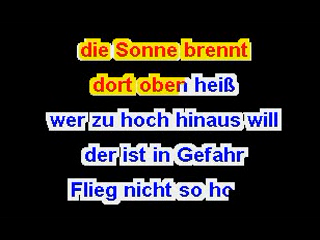 die Sonne brennt
dort oben heiß
wer zu hoch hinaus will
der ist in Gefahr
Flieg nicht so ho